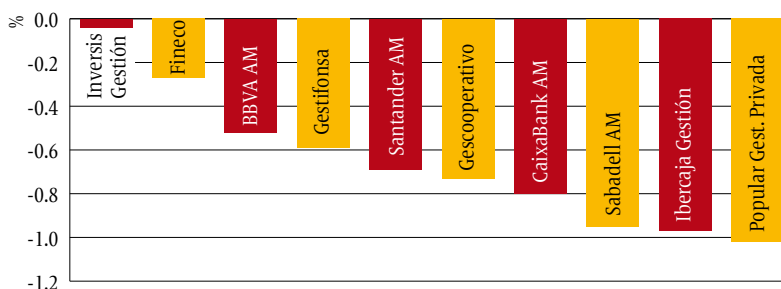 %
0.0
-0.2
-0.4
-0.6
-0.8
-1.0
-1.2
Inversis
Gestión
Fineco
BBVA AM
Gestifonsa
Santander AM
Gescooperativo
CaixaBank AM
Sabadell AM
Ibercaja Gestión
Popular Gest. Privada